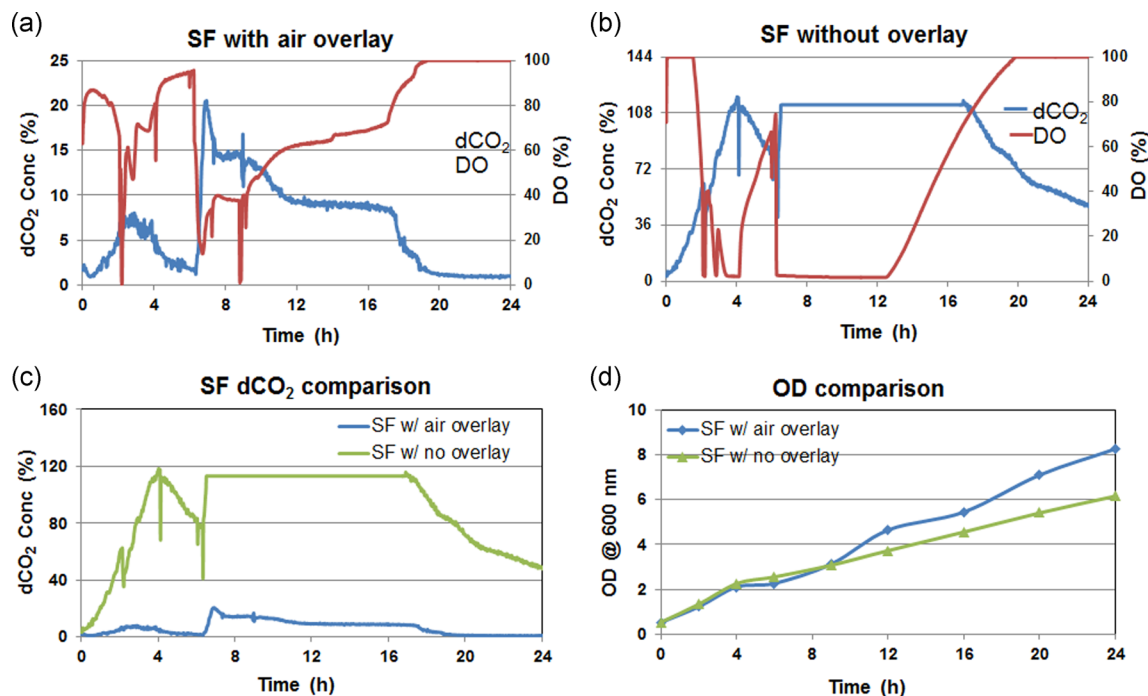 (a)
SF with air overlay
25
20
15
10
5
0
dCO2 Conc (%)
100
80
60
40
20
0
DO (%)
dCO2
DO
0 4 8 12 16 20 24
Time (h)
(b)
SF without overlay
144
108
72
36
0
dCO2 Conc (%)
100
80
60
40
20
0
DO (%)
dCO2
DO
0 4 8 12 16 20 24
Time (h)
(c)
SF dCO2 comparison
160
120
80
40
0
dCO2 Conc (%)
SF w/ air overlay
SF w/ no overlay
0 4 8 12 16 20 24
Time (h)
(d)
OD comparison
10
8
6
4
2
0
OD @ 600 nm
SF w/ air overlay
SF w/ no overlay
0 4 8 12 16 20 24
Time (h)